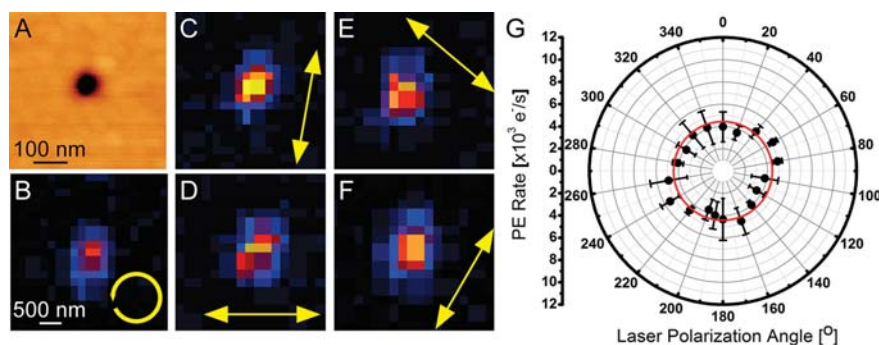 A
100 nm
B
500 nm
C
D
E
F
G
PE Rate [x10³ e⁻/s]
12
10
8
6
4
2
0
2
4
6
8
10
12
0
20
40
60
80
100
120
140
160
180
200
220
240
260
280
300
320
340
Laser Polarization Angle [º]